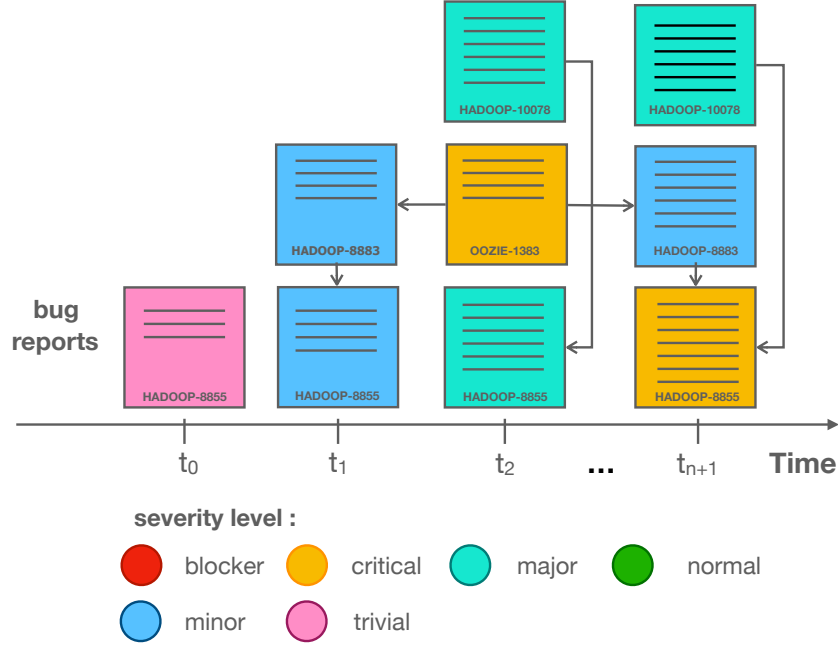 HADOOP-10078
HADOOP-10078
HADOOP-8883
OOZIE-1383
HADOOP-8883
bug
reports
HADOOP-8855
HADOOP-8855
HADOOP-8855
HADOOP-8855
t0
t1
t2
...
tn+1
Time
severity level :
blocker
critical
major
normal
minor
trivial